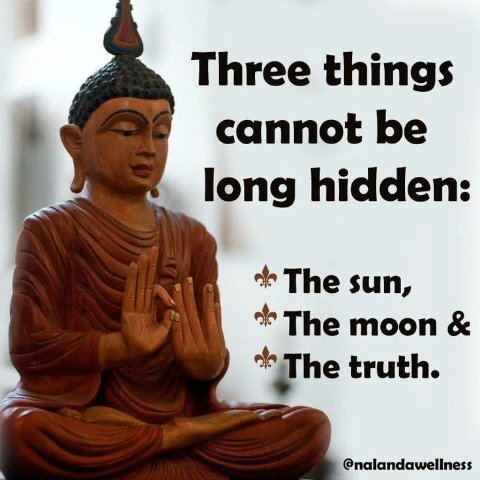 Three things
cannot be
long hidden:
The sun,
The moon &
The truth.
@nalandawellness